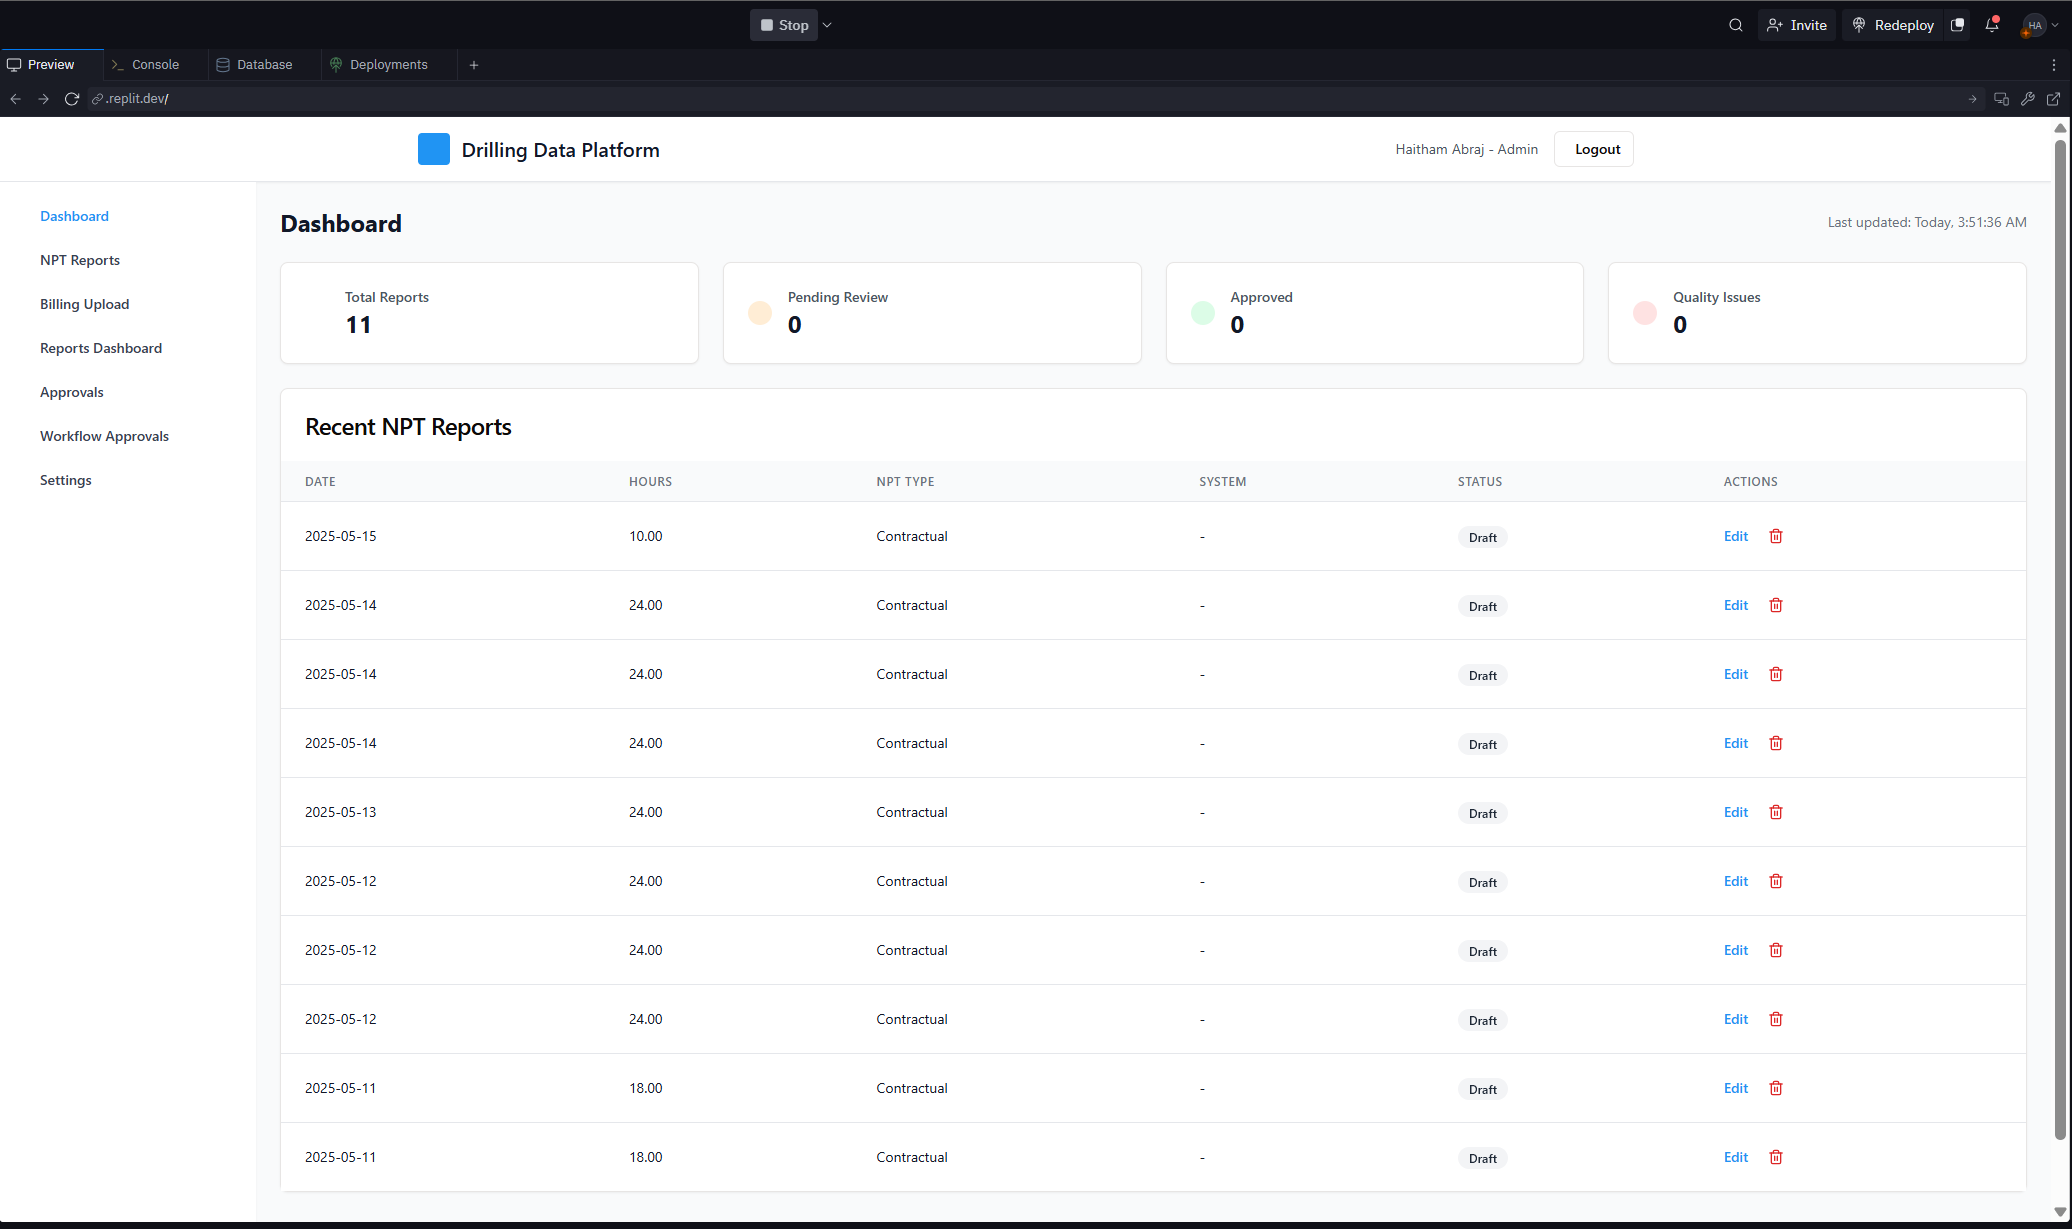 Stop
Invite
Redeploy
HA
Preview
Console
Database
Deployments
.replit.dev/
Drilling Data Platform
Haitham Abraj - Admin
Logout
Dashboard
NPT Reports
Billing Upload
Reports Dashboard
Approvals
Workflow Approvals
Settings
Dashboard
Last updated: Today, 3:51:36 AM
Total Reports
11
Pending Review
0
Approved
0
Quality Issues
0
Recent NPT Reports
DATE HOURS NPT TYPE SYSTEM STATUS ACTIONS
2025-05-15 10.00 Contractual - Draft Edit
2025-05-14 24.00 Contractual - Draft Edit
2025-05-14 24.00 Contractual - Draft Edit
2025-05-14 24.00 Contractual - Draft Edit
2025-05-13 24.00 Contractual - Draft Edit
2025-05-12 24.00 Contractual - Draft Edit
2025-05-12 24.00 Contractual - Draft Edit
2025-05-12 24.00 Contractual - Draft Edit
2025-05-11 18.00 Contractual - Draft Edit
2025-05-11 18.00 Contractual - Draft Edit